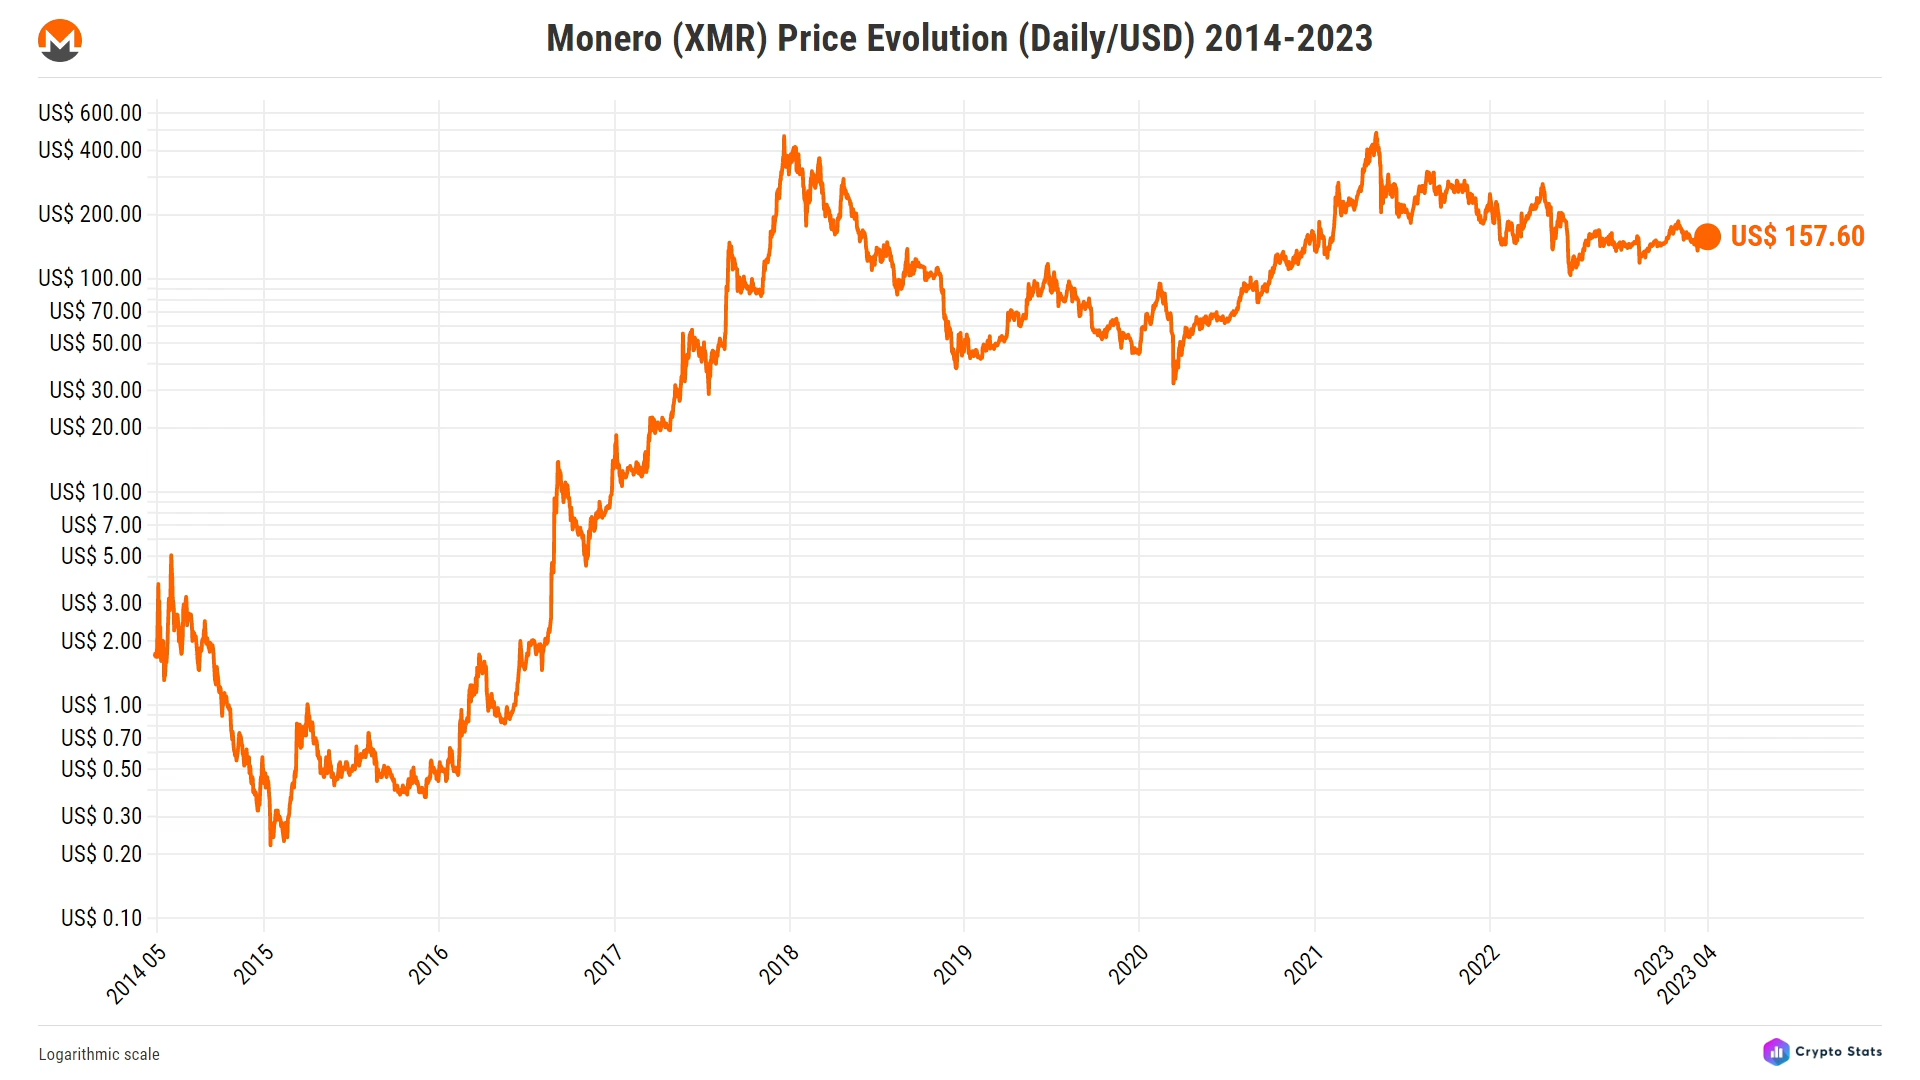 Monero (XMR) Price Evolution (Daily/USD) 2014-2023
US$ 600.00
US$ 400.00
US$ 200.00
US$ 100.00
US$ 70.00
US$ 50.00
US$ 30.00
US$ 20.00
US$ 10.00
US$ 7.00
US$ 5.00
US$ 3.00
US$ 2.00
US$ 1.00
US$ 0.70
US$ 0.50
US$ 0.30
US$ 0.20
US$ 0.10
US$ 157.60
2014 05
2015
2016
2017
2018
2019
2020
2021
2022
2023
2023 04
Logarithmic scale
Crypto Stats